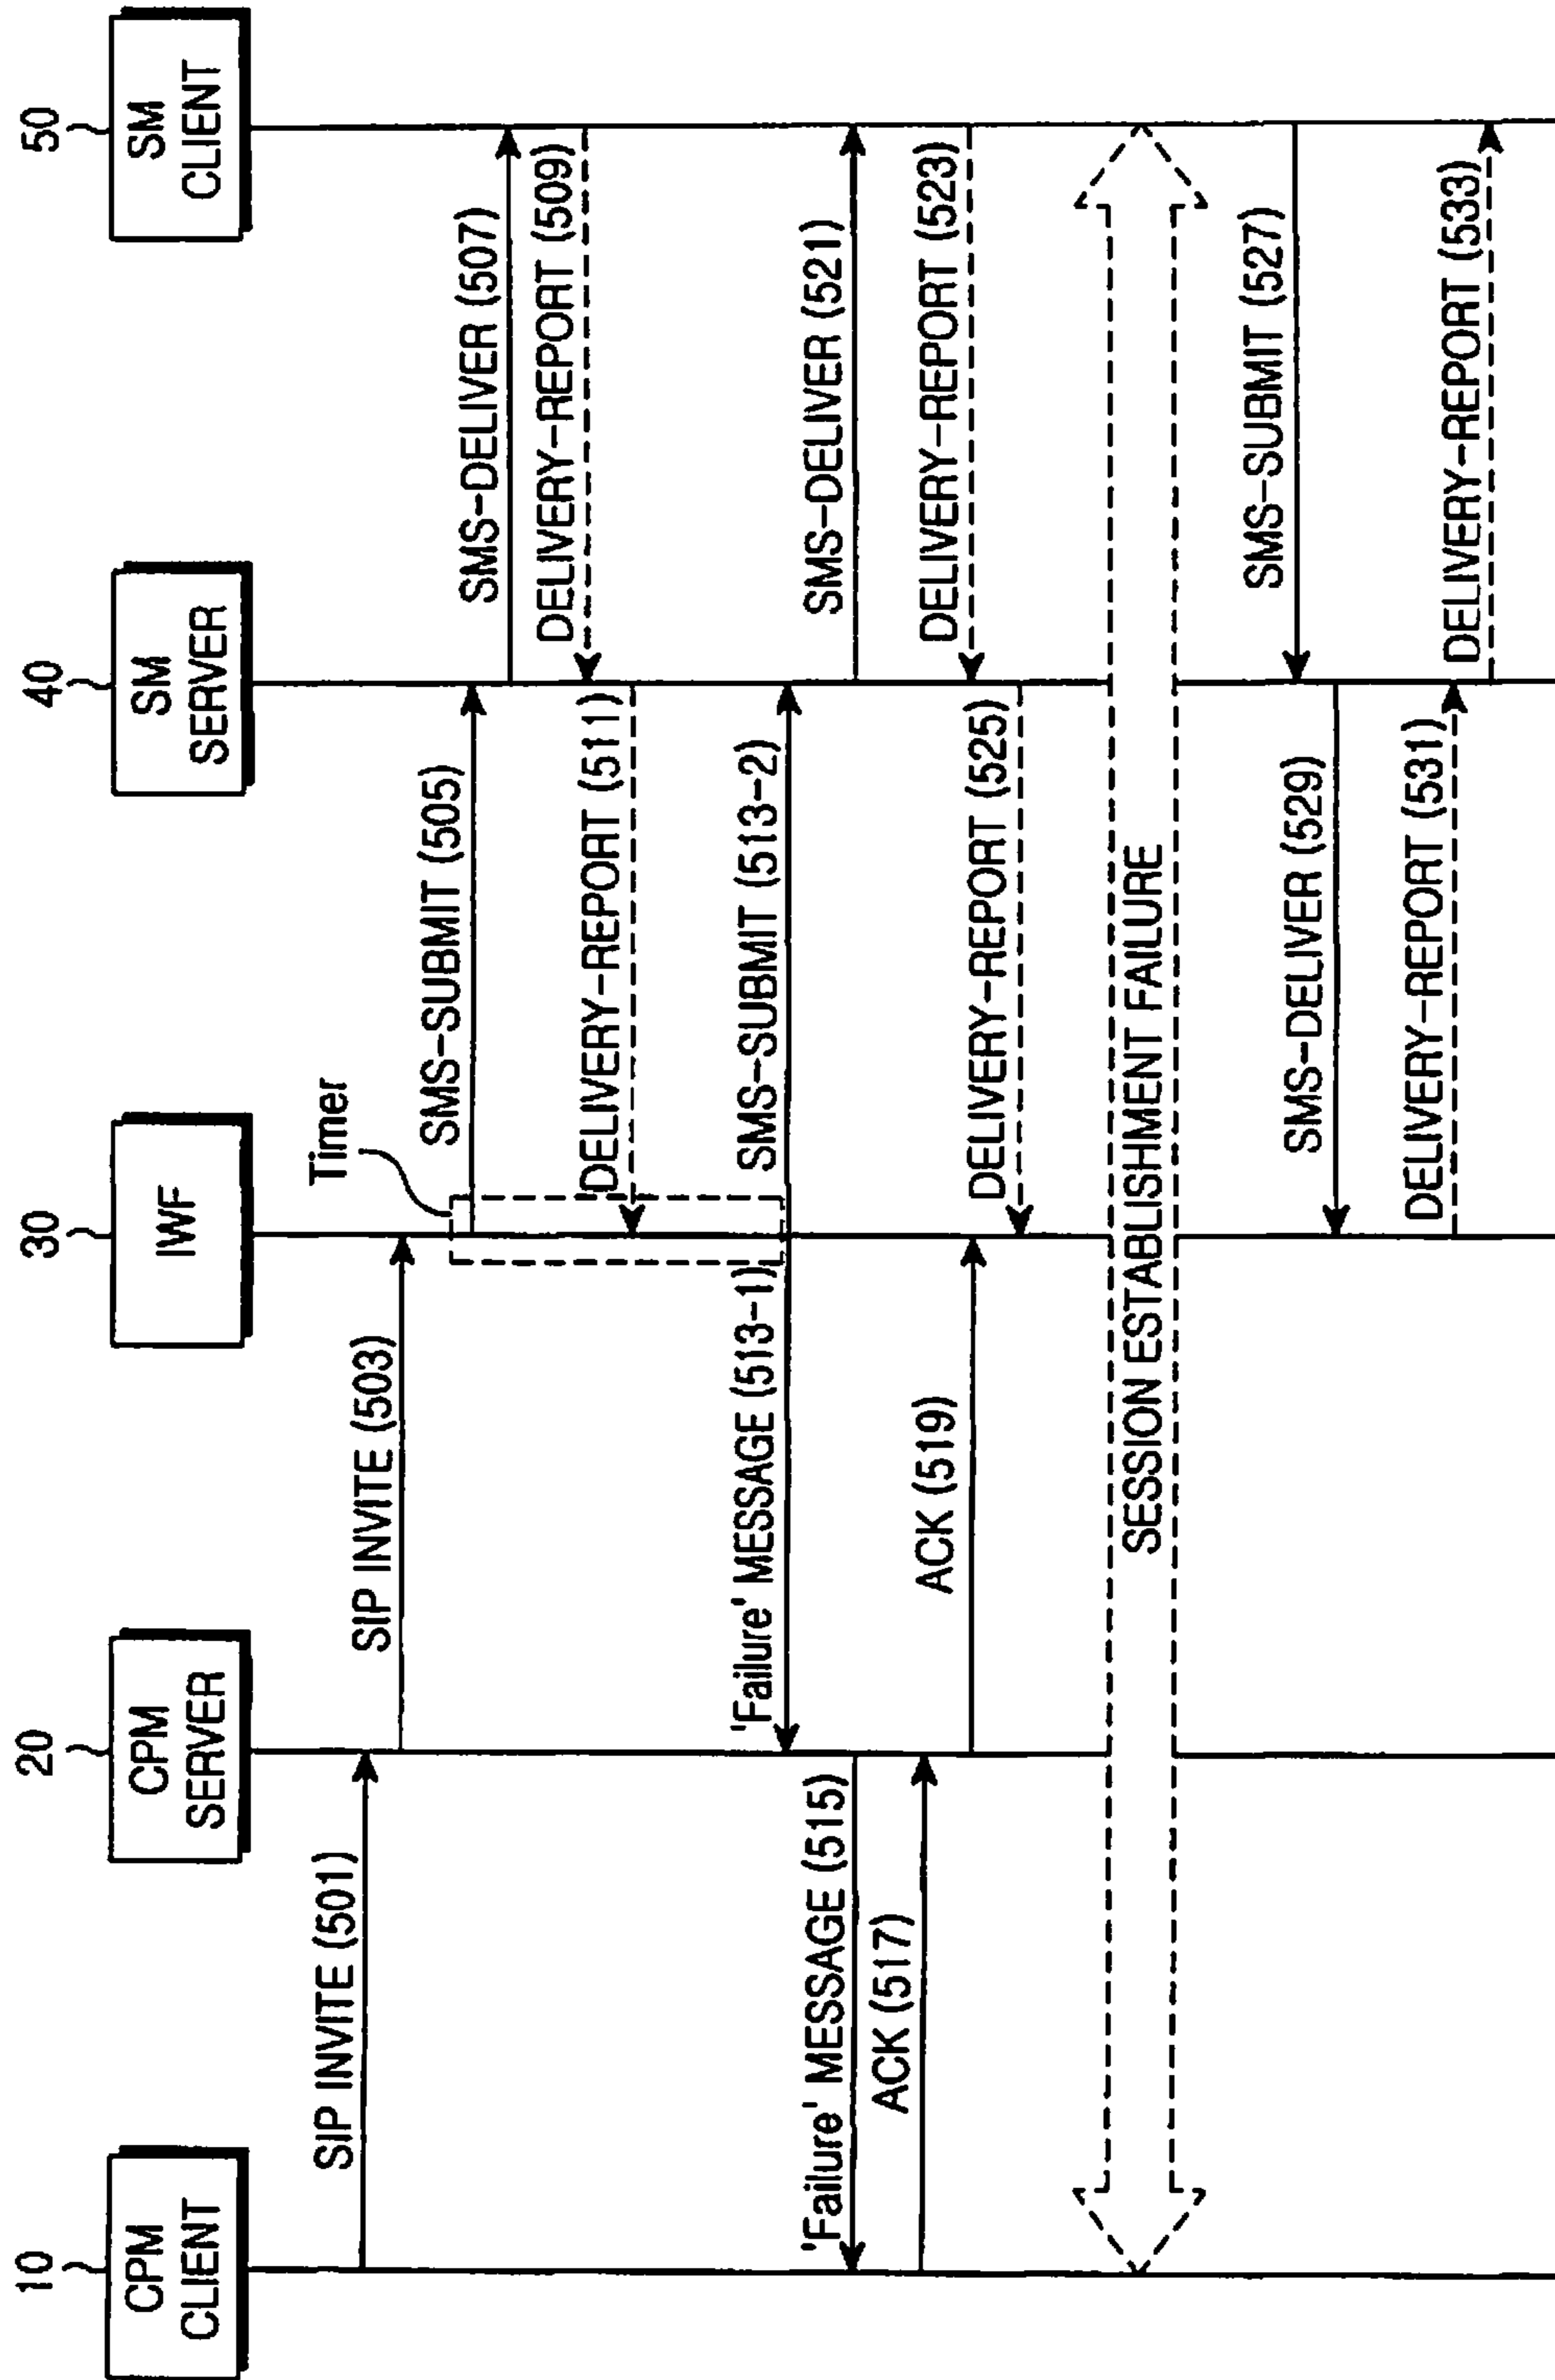 10
CPM
CLIENT
20
CPM
SERVER
30
IWF
40
SM
SERVER
50
SM
CLIENT
SIP INVITE (501)
SIP INVITE (503)
Timer
SMS-SUBMIT (505)
SMS-DELIVER (507)
DELIVERY-REPORT (509)
DELIVERY-REPORT (511)
'Failure' MESSAGE (513-1)
SMS-SUBMIT (513-2)
'Failure' MESSAGE (515)
SMS-DELIVER (521)
ACK (517)
ACK (519)
DELIVERY-REPORT (523)
DELIVERY-REPORT (525)
SESSION ESTABLISHMENT FAILURE
SMS-SUBMIT (527)
SMS-DELIVER (529)
DELIVERY-REPORT (531)
DELIVERY-REPORT (533)